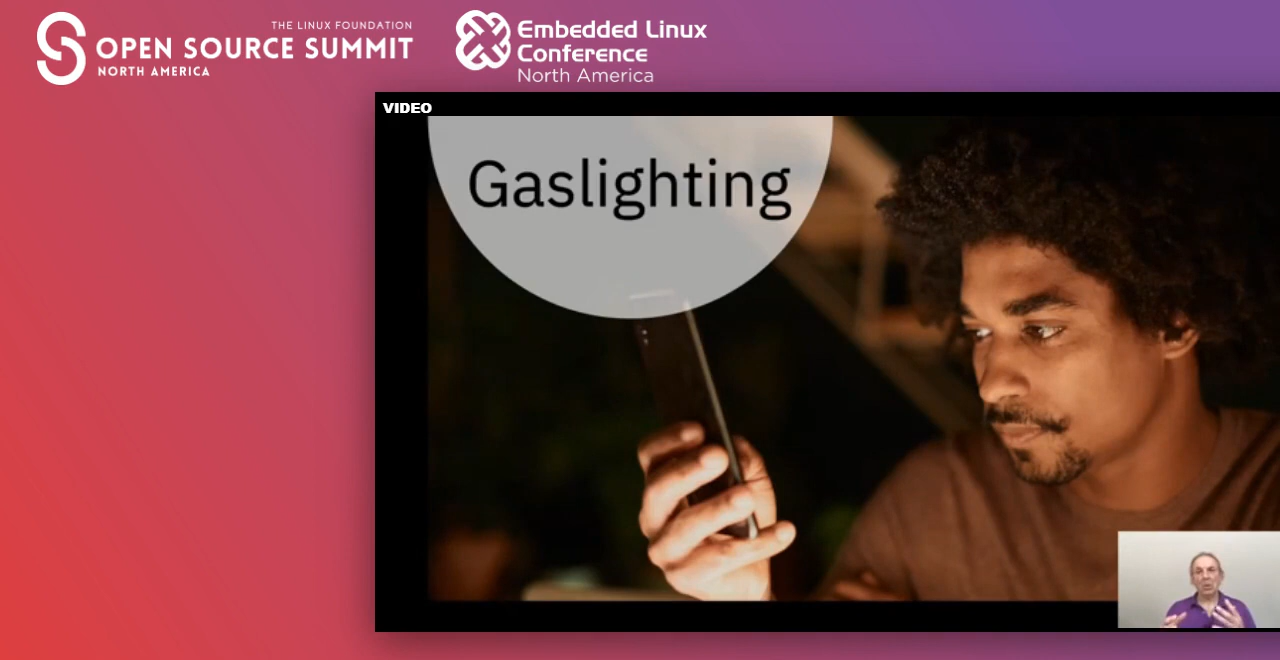 THE LINUX FOUNDATION
OPEN SOURCE SUMMIT
NORTH AMERICA
Embedded Linux
Conference
North America
VIDEO
Gaslighting